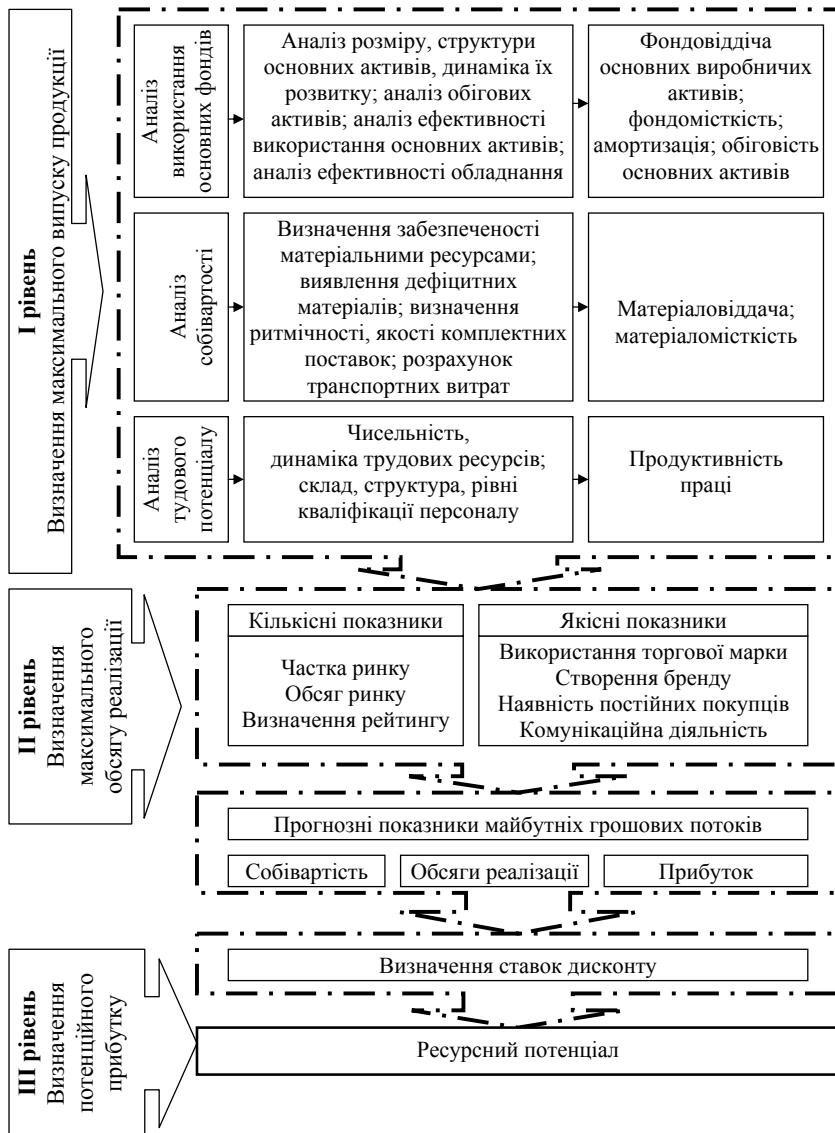 І рівень
Визначення максимального випуску продукції
Аналіз
використання
основних фондів
Аналіз розміру, структури
основних активів, динаміка їх
розвитку; аналіз обігових
активів; аналіз ефективності
використання основних активів;
аналіз ефективності обладнання
Фондовіддіча
основних виробничих
активів;
фондомісткість;
амортизація; обіговість
основних активів
Аналіз
собівартості
Визначення забезпеченості
матеріальними ресурсами;
виявлення дефіцитних
матеріалів; визначення
ритмічності, якості комплектних
поставок; розрахунок
транспортних витрат
Матеріаловіддача;
матеріаломісткість
Аналіз
тудового
потенціалу
Чисельність,
динаміка трудових ресурсів;
склад, структура, рівні
кваліфікації персоналу
Продуктивність
праці
ІІ рівень
Визначення
максимального
обсягу реалізації
Кількісні показники
Частка ринку
Обсяг ринку
Визначення рейтингу
Якісні показники
Використання торгової марки
Створення бренду
Наявність постійних покупців
Комунікаційна діяльність
Прогнозні показники майбутніх грошових потоків
Собівартість
Обсяги реалізації
Прибуток
ІІІ рівень
Визначення
потенційного
прибутку
Визначення ставок дисконту
Ресурсний потенціал